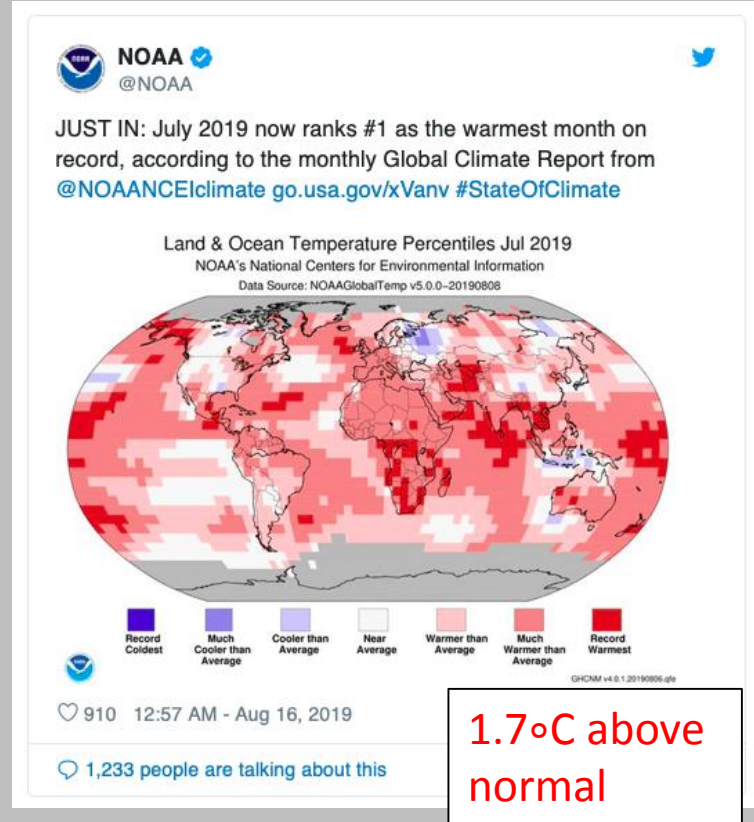 NOAA
@NOAA
JUST IN: July 2019 now ranks #1 as the warmest month on
record, according to the monthly Global Climate Report from
@NOAANCEIclimate go.usa.gov/xVanv #StateOfClimate
Land & Ocean Temperature Percentiles Jul 2019
NOAA's National Centers for Environmental Information
Data Source: NOAAGlobalTemp v5.0.0–20190808
Record Coldest
Much Cooler than Average
Cooler than Average
Near Average
Warmer than Average
Much Warmer than Average
Record Warmest
GHCNM v4.0.1.20190806.qfe
910 12:57 AM - Aug 16, 2019
1,233 people are talking about this
1.7∘C above
normal